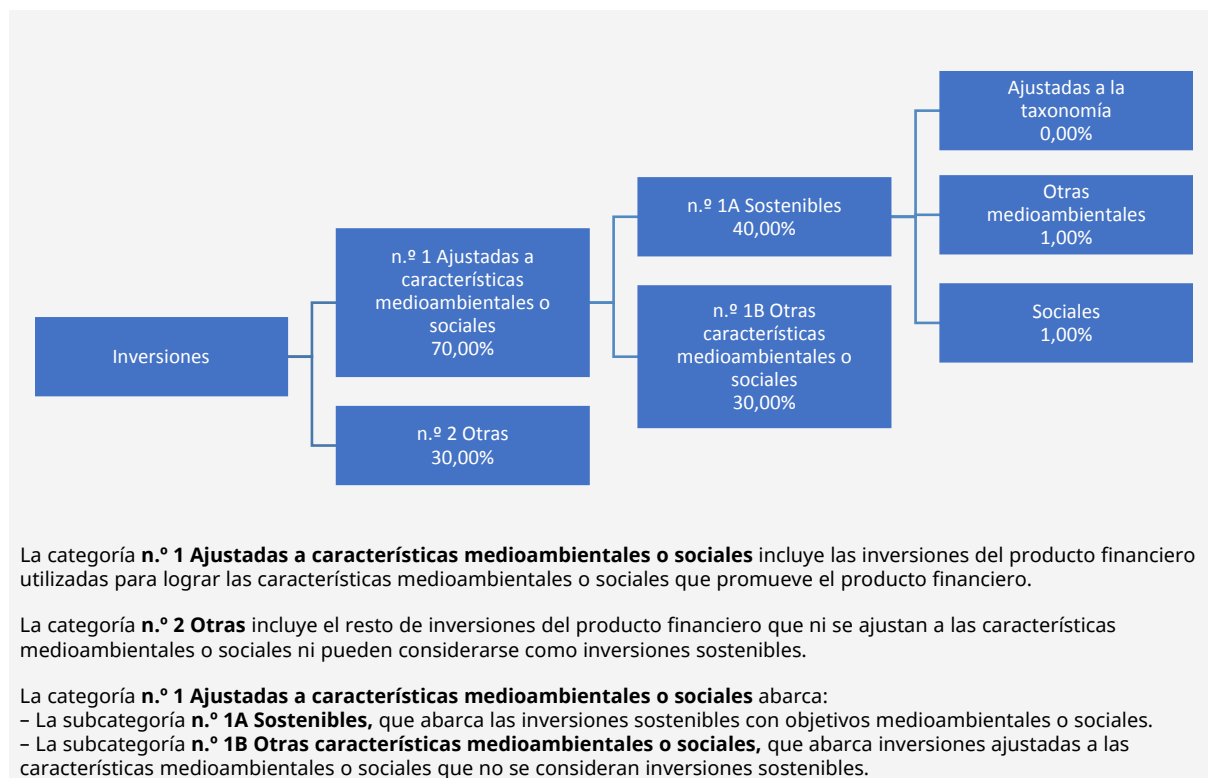 Inversiones
n.º 1 Ajustadas a
características
medioambientales o
sociales
70,00%
n.º 2 Otras
30,00%
n.º 1A Sostenibles
40,00%
n.º 1B Otras
características
medioambientales o
sociales
30,00%
Ajustadas a la
taxonomía
0,00%
Otras
medioambientales
1,00%
Sociales
1,00%
La categoría n.º 1 Ajustadas a características medioambientales o sociales incluye las inversiones del producto financiero
utilizadas para lograr las características medioambientales o sociales que promueve el producto financiero.
La categoría n.º 2 Otras incluye el resto de inversiones del producto financiero que ni se ajustan a las características
medioambientales o sociales ni pueden considerarse como inversiones sostenibles.
La categoría n.º 1 Ajustadas a características medioambientales o sociales abarca:
– La subcategoría n.º 1A Sostenibles, que abarca las inversiones sostenibles con objetivos medioambientales o sociales.
– La subcategoría n.º 1B Otras características medioambientales o sociales, que abarca inversiones ajustadas a las
características medioambientales o sociales que no se consideran inversiones sostenibles.